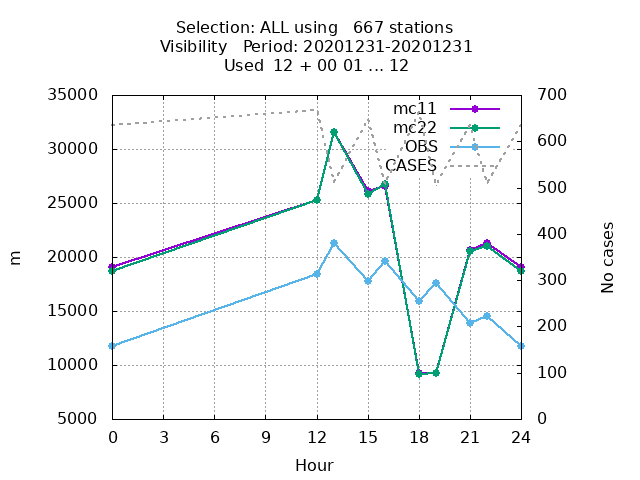 Selection: ALL using   667 stations
Visibility   Period: 20201231-20201231
Used  12 + 00 01 ... 12
35000
30000
25000
20000
15000
10000
5000
m
700
600
500
400
300
200
100
0
No cases
mc11
mc22
OBS
CASES
0 3 6 9 12 15 18 21 24
Hour